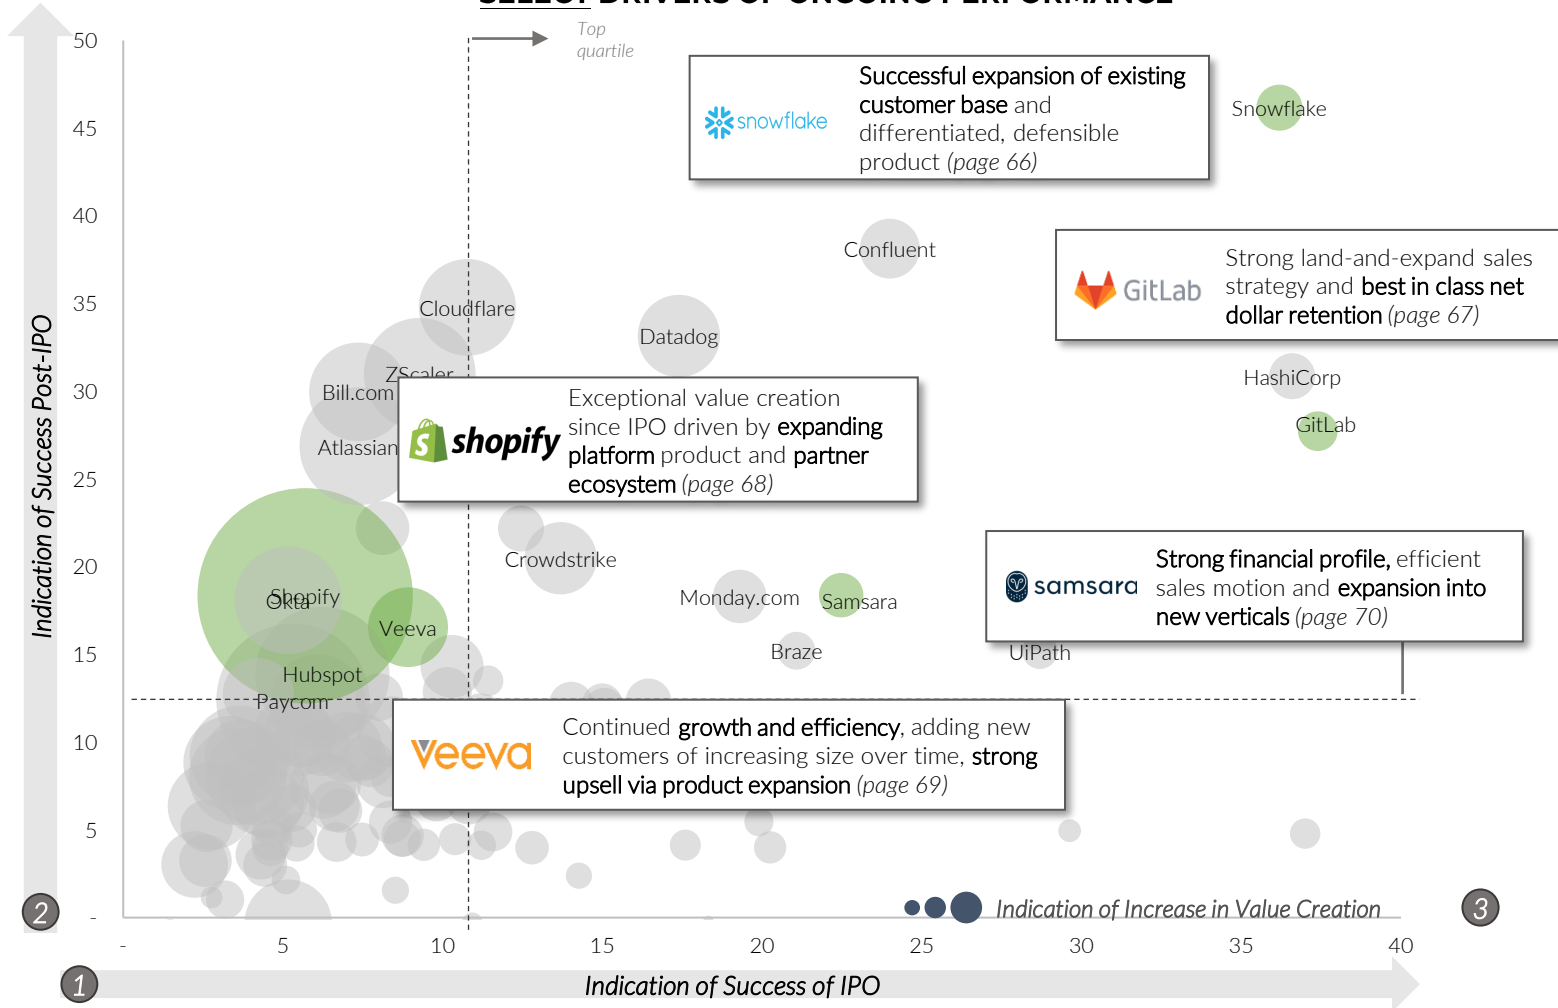 SELECT DRIVERS OF ONGOING PERFORMANCE
Top
quartile
50
45
40
35
30
25
20
15
10
5
-
Indication of Success Post-IPO
2
snowflake
Successful expansion of existing
customer base and
differentiated, defensible
product (page 66)
Snowflake
Confluent
GitLab
Strong land-and-expand sales
strategy and best in class net
dollar retention (page 67)
Cloudflare
Datadog
ZScaler
Bill.com
HashiCorp
GitLab
Atlassian
shopify
Exceptional value creation
since IPO driven by expanding
platform product and partner
ecosystem (page 68)
Crowdstrike
samsara
Strong financial profile, efficient
sales motion and expansion into
new verticals (page 70)
Shopify
Okta
Monday.com
Samsara
Veeva
Braze
UiPath
Hubspot
Paycom
veeva
Continued growth and efficiency, adding new
customers of increasing size over time, strong
upsell via product expansion (page 69)
Indication of Increase in Value Creation
3
-
5
10
15
20
25
30
35
40
1
Indication of Success of IPO